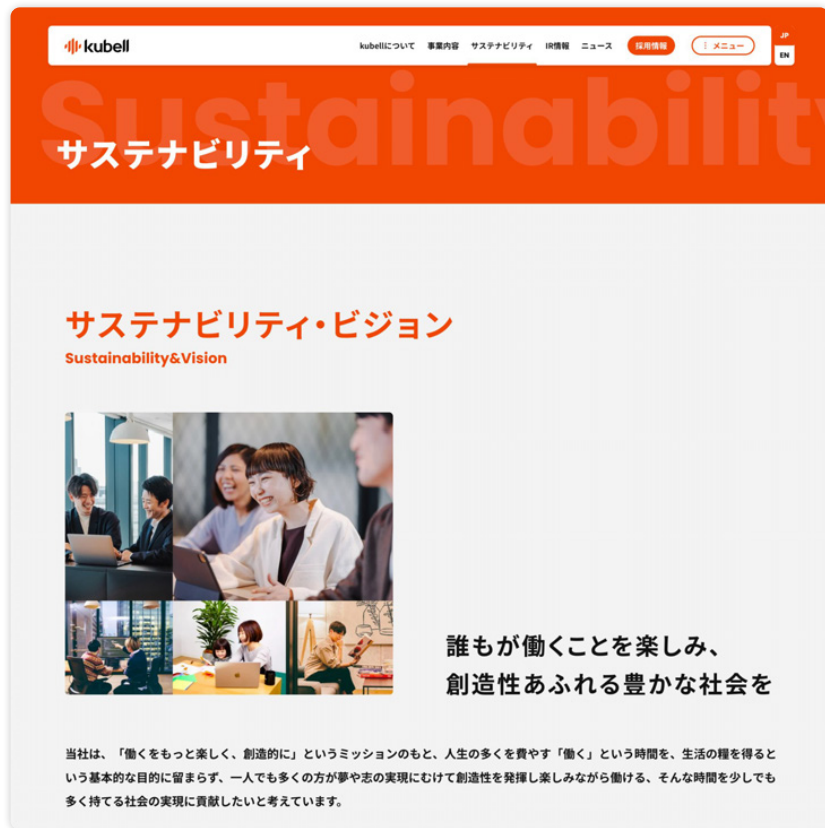 kubell
kubellについて 事業内容 サステナビリティ IR情報 ニュース 採用情報 ⋮ メニュー
JP
EN
Sustainability
サステナビリティ
サステナビリティ・ビジョン
Sustainability&Vision
誰もが働くことを楽しみ、
創造性あふれる豊かな社会を
当社は、「働くをもっと楽しく、創造的に」というミッションのもと、人生の多くを費やす「働く」という時間を、生活の糧を得ると
いう基本的な目的に留まらず、一人でも多くの方が夢や志の実現にむけて創造性を発揮し楽しみながら働ける、そんな時間を少しでも
多く持てる社会の実現に貢献したいと考えています。